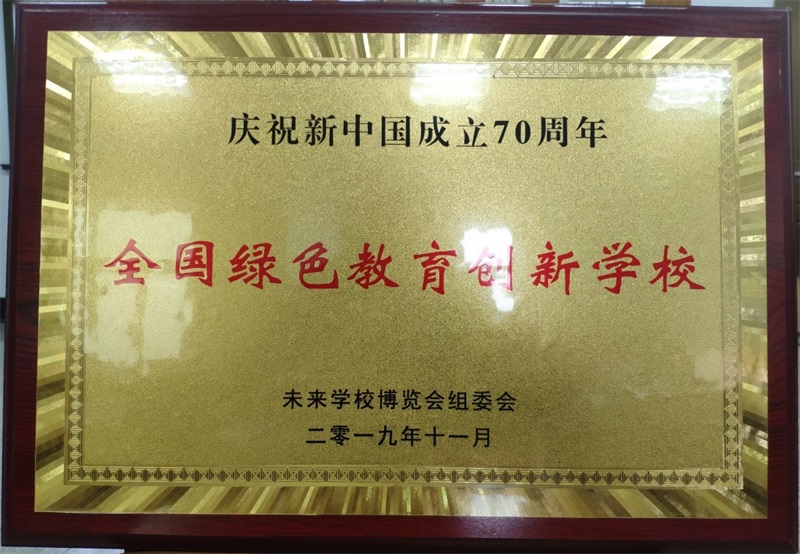 庆祝新中国成立70周年
全国绿色教育创新学校
未来学校博览会组委会
二零一九年十一月